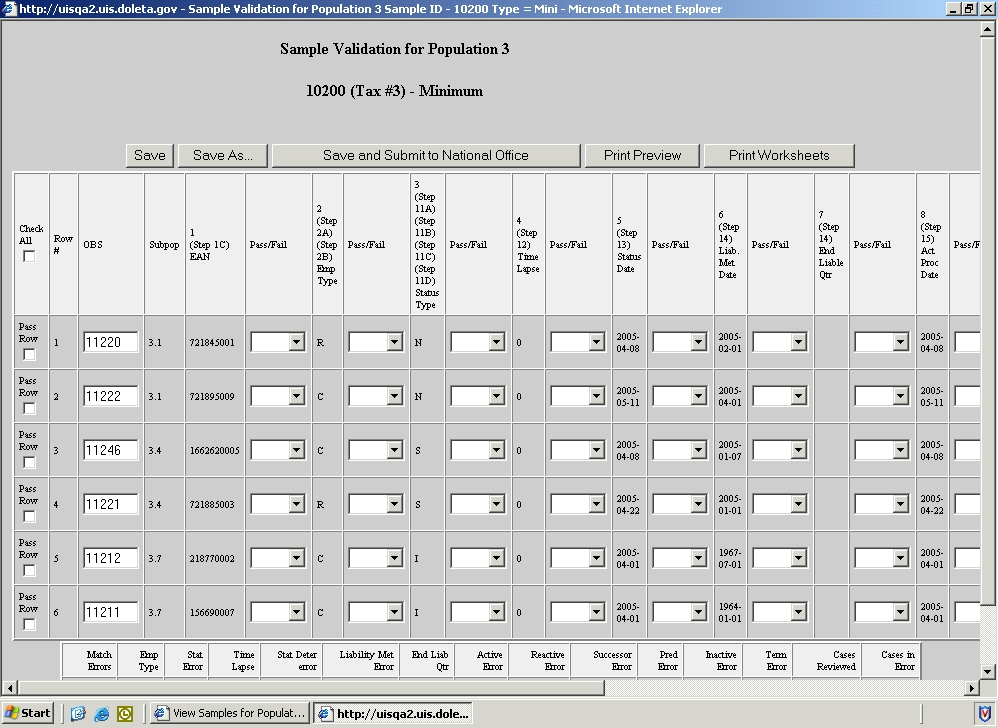 http://uisqa2.uis.doleta.gov - Sample Validation for Population 3 Sample ID - 10200 Type = Mini - Microsoft Internet Explorer
Sample Validation for Population 3
10200 (Tax #3) - Minimum
Save Save As... Save and Submit to National Office Print Preview Print Worksheets
Check All Row # OBS Subpop 1 (Step 1C) EAN Pass/Fail 2 (Step 2A) (Step 2B) Emp Type Pass/Fail 3 (Step 11A) (Step 11B) (Step 11C) (Step 11D) Status Type Pass/Fail 4 (Step 12) Time Lapse Pass/Fail 5 (Step 13) Status Date Pass/Fail 6 (Step 14) Liab. Met Date Pass/Fail 7 (Step 14) End Liable Qtr Pass/Fail 8 (Step 15) Act Proc Date Pass/F
Pass Row 1 11220 3.1 721845001 R N 0 2005-04-08 2005-02-01 2005-04-08
Pass Row 2 11222 3.1 721895009 C N 0 2005-05-11 2005-04-01 2005-05-11
Pass Row 3 11246 3.4 1662620005 C S 0 2005-04-08 2005-01-07 2005-04-08
Pass Row 4 11221 3.4 721885003 R S 0 2005-04-22 2005-01-01 2005-04-22
Pass Row 5 11212 3.7 218770002 C I 0 2005-04-01 1967-07-01 2005-04-01
Pass Row 6 11211 3.7 156690007 C I 0 2005-04-01 1964-01-01 2005-04-01
Match Errors Emp Type Stat Error Time Lapse Stat Deter error Liability Met Error End Liab Qtr Active Error Reactive Error Successor Error Pred Error Inactive Error Term Error Cases Reviewed Cases in Error
Start View Samples for Populat... http://uisqa2.uis.dole...